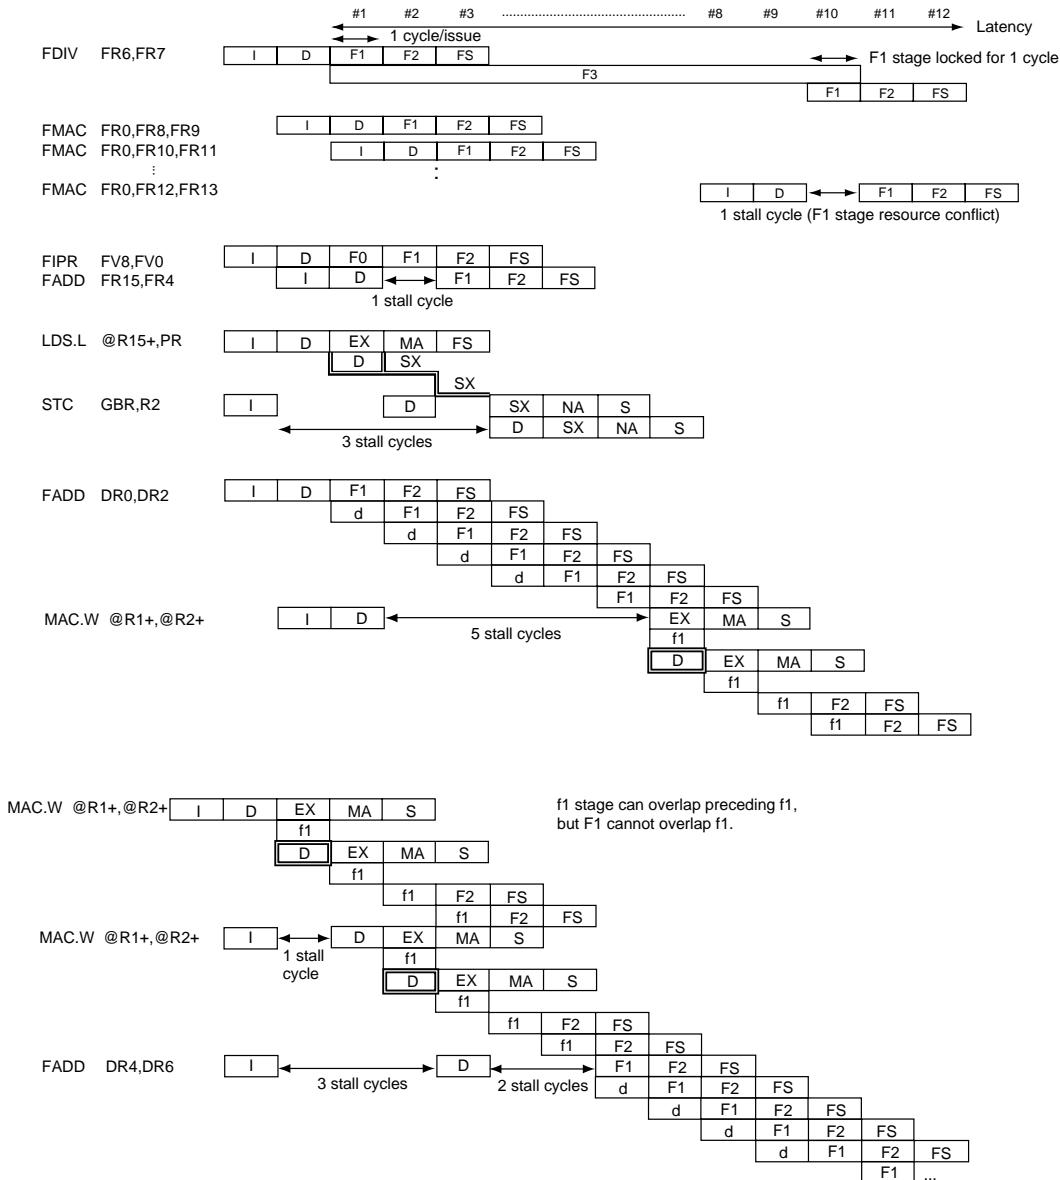 #1 #2 #3 ................................................ #8 #9 #10 #11 #12
Latency
1 cycle/issue
FDIV FR6,FR7 I D F1 F2 FS
F1 stage locked for 1 cycle
F3
F1 F2 FS
FMAC FR0,FR8,FR9 I D F1 F2 FS
FMAC FR0,FR10,FR11 I D F1 F2 FS
⋮ :
FMAC FR0,FR12,FR13 I D F1 F2 FS
1 stall cycle (F1 stage resource conflict)
FIPR FV8,FV0 I D F0 F1 F2 FS
FADD FR15,FR4 I D F1 F2 FS
1 stall cycle
LDS.L @R15+,PR I D EX MA FS
D SX
SX
STC GBR,R2 I D SX NA S
D SX NA S
3 stall cycles
FADD DR0,DR2 I D F1 F2 FS
d F1 F2 FS
d F1 F2 FS
d F1 F2 FS
d F1 F2 FS
F1 F2 FS
MAC.W @R1+,@R2+ I D EX MA S
5 stall cycles
f1
D EX MA S
f1
f1 F2 FS
f1 F2 FS
MAC.W @R1+,@R2+ I D EX MA S
f1 stage can overlap preceding f1,
but F1 cannot overlap f1.
f1
D EX MA S
f1
f1 F2 FS
f1 F2 FS
MAC.W @R1+,@R2+ I D EX MA S
1 stall
cycle
f1
D EX MA S
f1
f1 F2 FS
f1 F2 FS
FADD DR4,DR6 I D F1 F2 FS
3 stall cycles 2 stall cycles
d F1 F2 FS
d F1 F2 FS
d F1 F2 FS
d F1 F2 FS
F1 ...